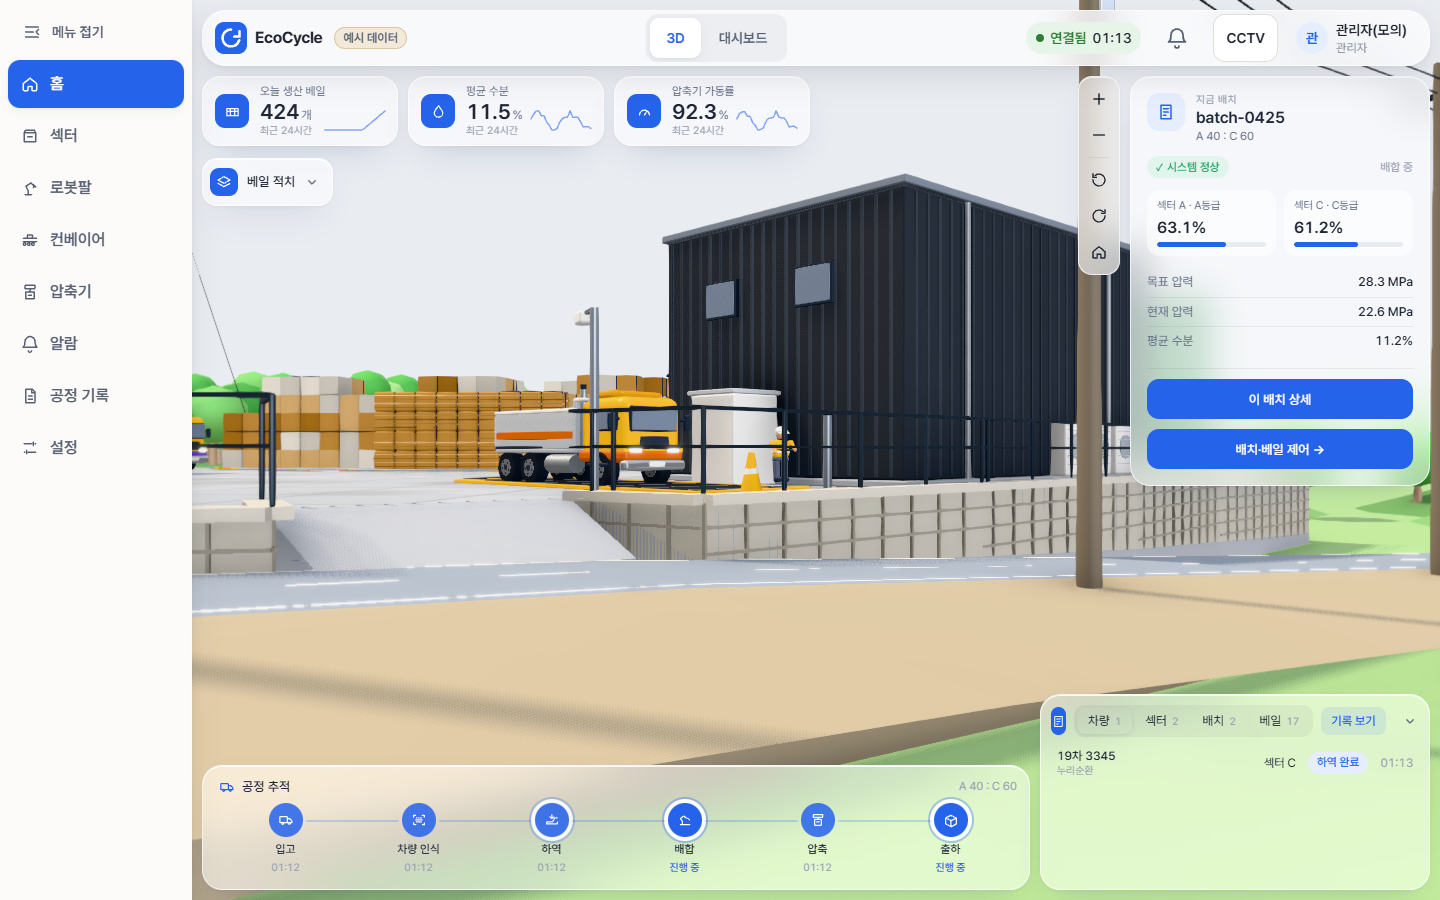 메뉴 접기
홈
섹터
로봇팔
컨베이어
압축기
알람
공정 기록
설정
EcoCycle
예시 데이터
3D
대시보드
연결됨 01:13
CCTV
관
관리자(모의)
관리자
오늘 생산 베일
424개
최근 24시간
평균 수분
11.5%
최근 24시간
압축기 가동률
92.3%
최근 24시간
베일 적치
지금 배치
batch-0425
A 40 : C 60
✓ 시스템 정상
배합 중
섹터 A · A등급
63.1%
섹터 C · C등급
61.2%
목표 압력 28.3 MPa
현재 압력 22.6 MPa
평균 수분 11.2%
이 배치 상세
배치·베일 제어 →
공정 추적
A 40 : C 60
입고
01:12
차량 인식
01:12
하역
01:12
배합
진행 중
압축
01:12
출하
진행 중
차량 1 섹터 2 배치 2 베일 17 기록 보기
19차 3345
누리순환
섹터 C 하역 완료 01:13